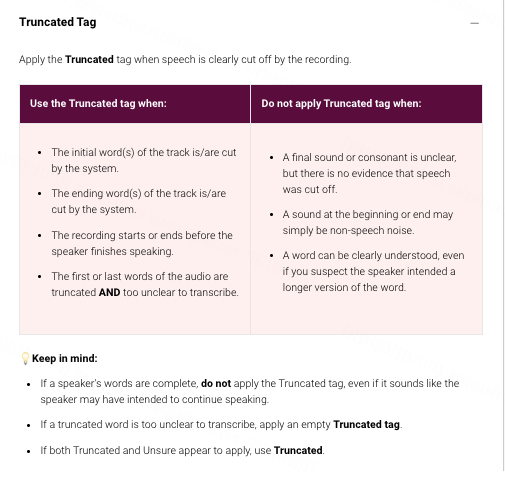 Truncated Tag
Apply the Truncated tag when speech is clearly cut off by the recording.
Use the Truncated tag when:
Do not apply Truncated tag when:
• The initial word(s) of the track is/are cut
by the system.
• The ending word(s) of the track is/are
cut by the system.
• The recording starts or ends before the
speaker finishes speaking.
• The first or last words of the audio are
truncated AND too unclear to transcribe.
• A final sound or consonant is unclear,
but there is no evidence that speech
was cut off.
• A sound at the beginning or end may
simply be non-speech noise.
• A word can be clearly understood, even
if you suspect the speaker intended a
longer version of the word.
💡Keep in mind:
• If a speaker's words are complete, do not apply the Truncated tag, even if it sounds like the
speaker may have intended to continue speaking.
• If a truncated word is too unclear to transcribe, apply an empty Truncated tag.
• If both Truncated and Unsure appear to apply, use Truncated.